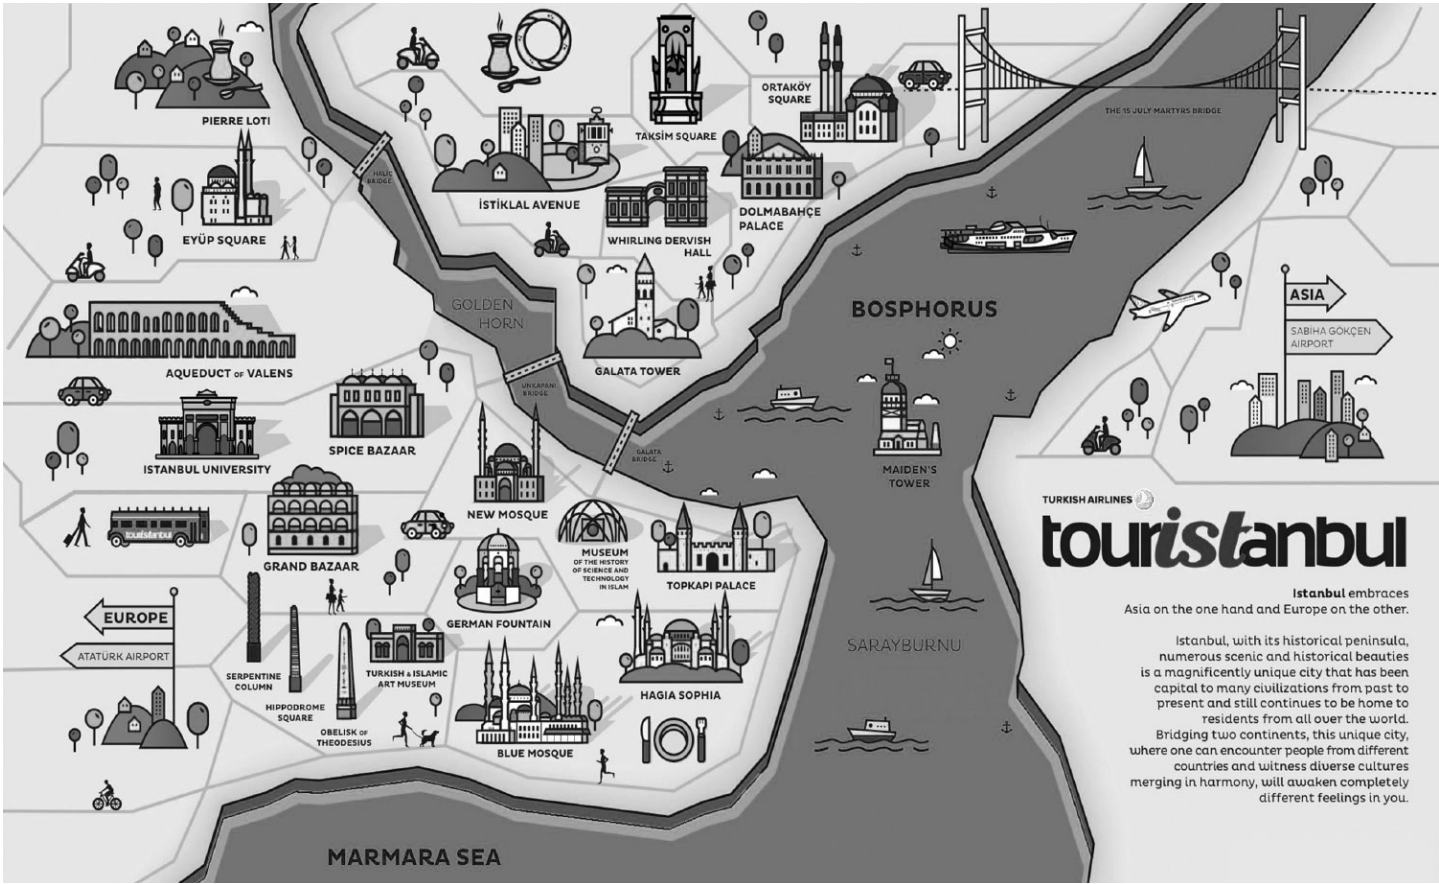 PIERRE LOTI
EYÜP SQUARE
HALİÇ
BRIDGE
İSTİKLAL AVENUE
TAKSİM SQUARE
ORTAKÖY
SQUARE
WHIRLING DERVISH
HALL
DOLMABAHÇE
PALACE
THE 15 JULY MARTYRS BRIDGE
GOLDEN
HORN
BOSPHORUS
ASIA
SABİHA GÖKÇEN
AIRPORT
AQUEDUCT OF VALENS
UNKAPANI
BRIDGE
GALATA TOWER
ISTANBUL UNIVERSITY
SPICE BAZAAR
GALATA
BRIDGE
MAIDEN'S
TOWER
NEW MOSQUE
touristanbul
GRAND BAZAAR
MUSEUM
OF THE HISTORY
OF SCIENCE AND
TECHNOLOGY
IN ISLAM
TOPKAPI PALACE
EUROPE
ATATÜRK AIRPORT
GERMAN FOUNTAIN
SERPENTINE
COLUMN
HIPPODROME
SQUARE
OBELISK OF
THEODESIUS
TURKISH & ISLAMIC
ART MUSEUM
HAGIA SOPHIA
BLUE MOSQUE
SARAYBURNU
MARMARA SEA
TURKISH AIRLINES
touristanbul
Istanbul embraces
Asia on the one hand and Europe on the other.
Istanbul, with its historical peninsula,
numerous scenic and historical beauties
is a magnificently unique city that has been
capital to many civilizations from past to
present and still continues to be home to
residents from all over the world.
Bridging two continents, this unique city,
where one can encounter people from different
countries and witness diverse cultures
merging in harmony, will awaken completely
different feelings in you.